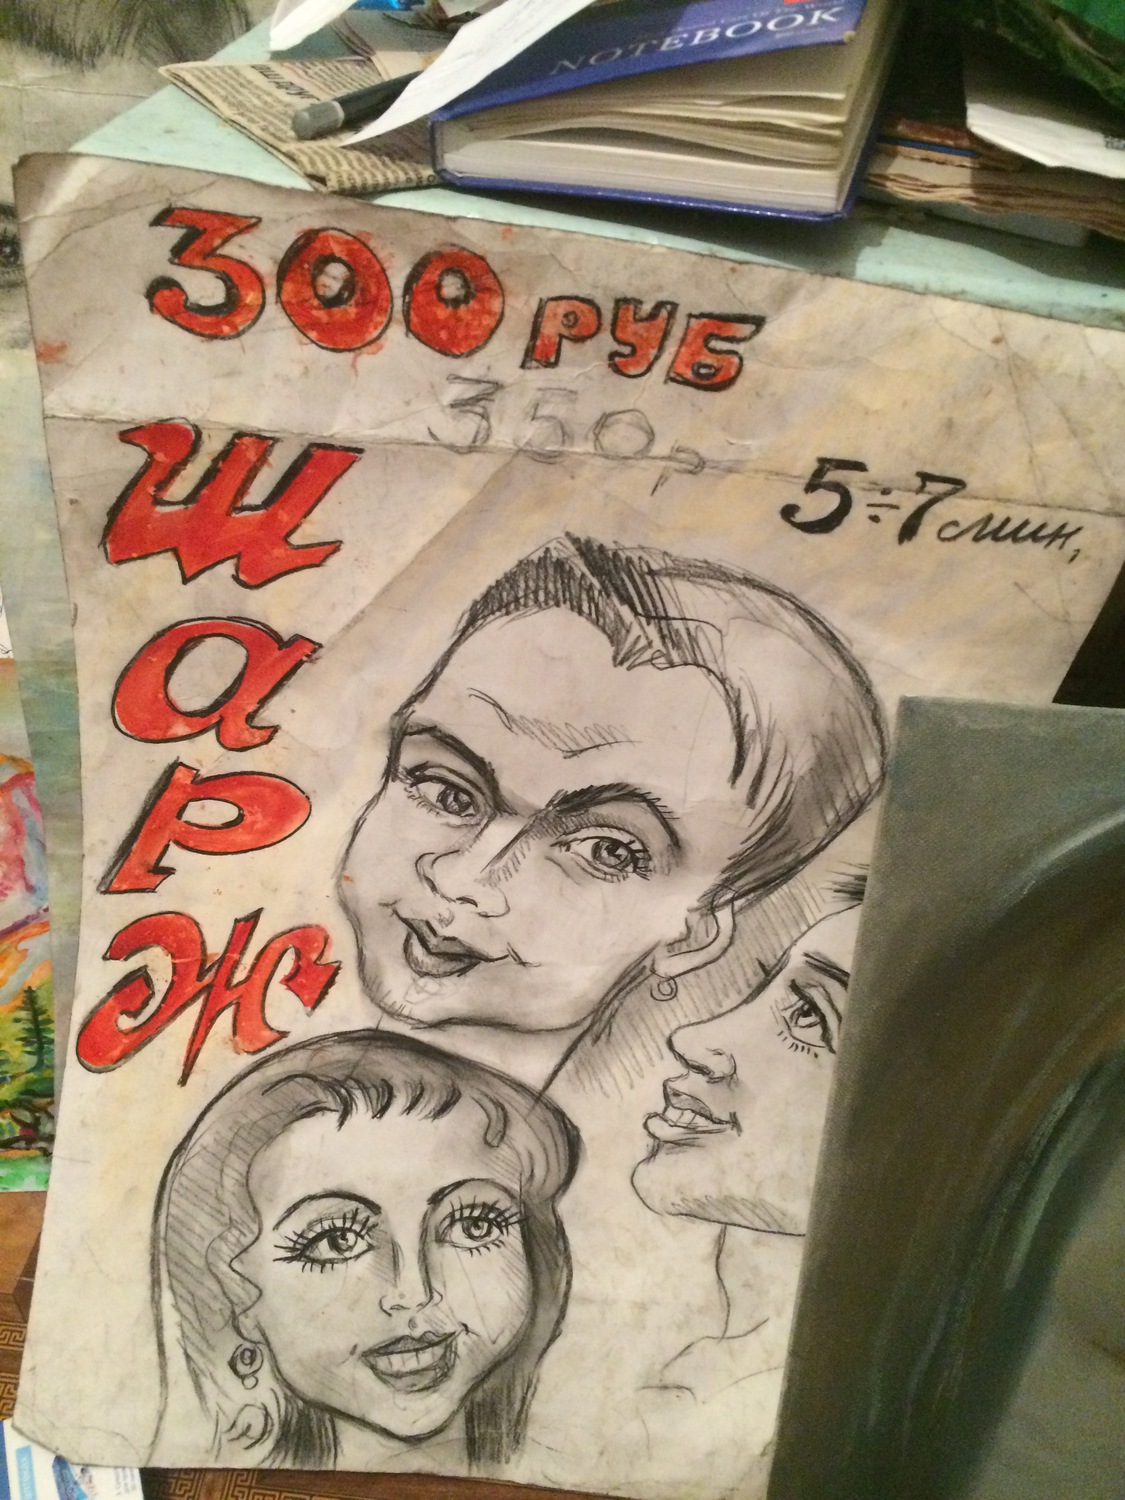 NOTEBOOK
300 РУБ
350р
5÷7 мин,
Шарж